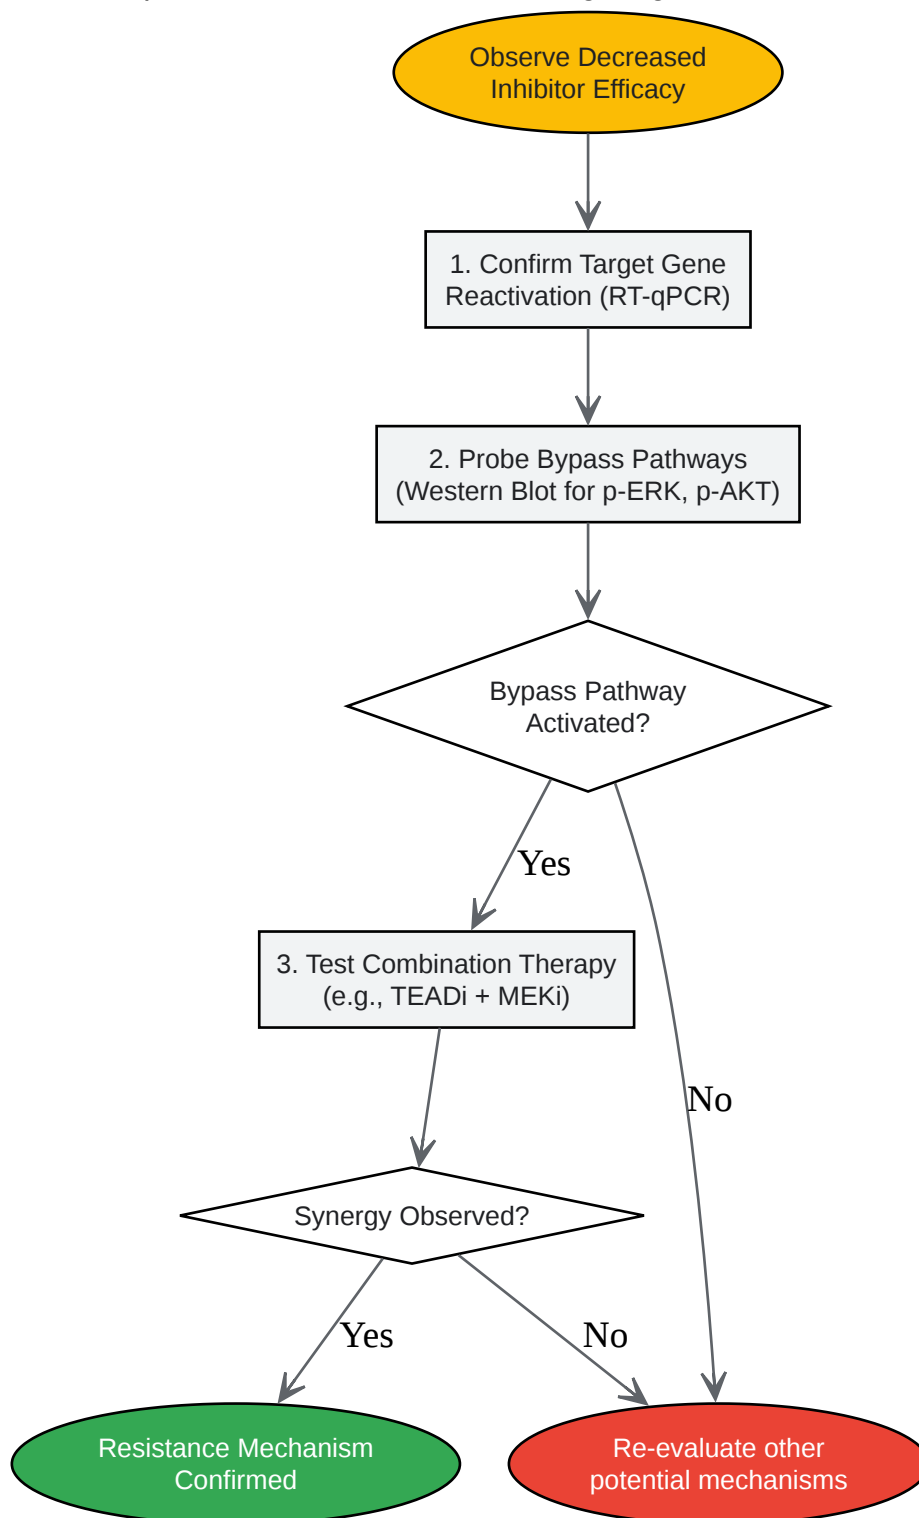 Observe Decreased
Inhibitor Efficacy
1. Confirm Target Gene
Reactivation (RT-qPCR)
2. Probe Bypass Pathways
(Western Blot for p-ERK, p-AKT)
Bypass Pathway
Activated?
Yes
3. Test Combination Therapy
(e.g., TEADi + MEKi)
No
Synergy Observed?
Yes
No
Resistance Mechanism
Confirmed
Re-evaluate other
potential mechanisms